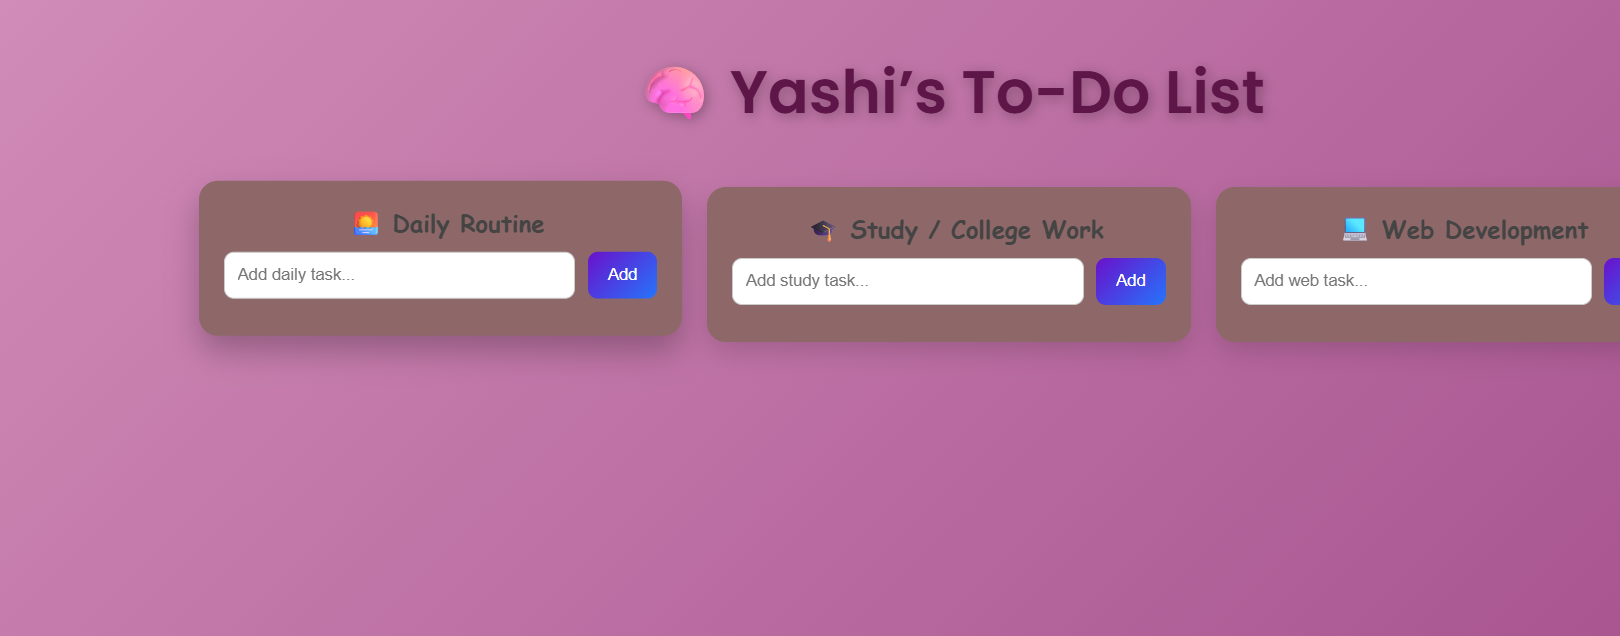 🧠 Yashi’s To-Do List
🌅 Daily Routine
Add daily task...
Add
🎓 Study / College Work
Add study task...
Add
💻 Web Development
Add web task...